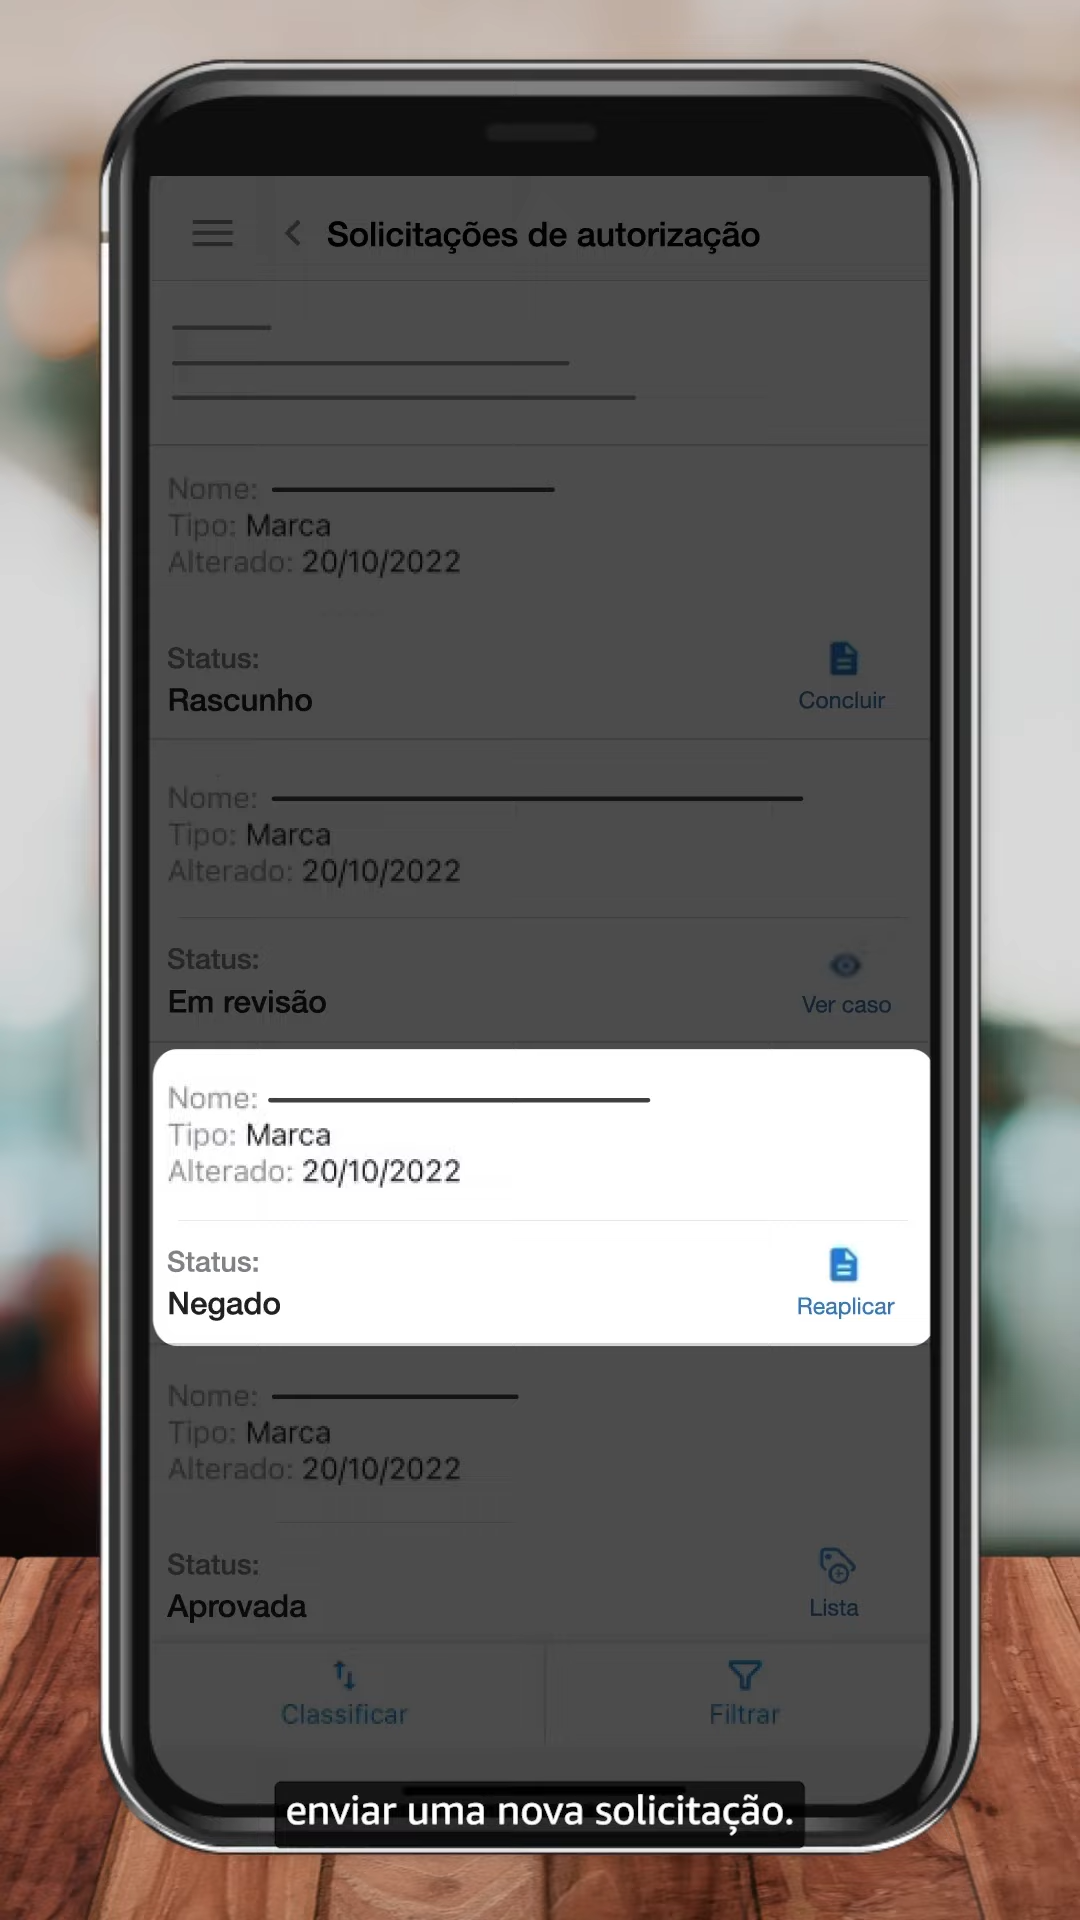 Solicitações de autorização
Nome:
Tipo: Marca
Alterado: 20/10/2022
Status:
Rascunho
Concluir
Nome:
Tipo: Marca
Alterado: 20/10/2022
Status:
Em revisão
Ver caso
Nome:
Tipo: Marca
Alterado: 20/10/2022
Status:
Negado
Reaplicar
Nome:
Tipo: Marca
Alterado: 20/10/2022
Status:
Aprovada
Lista
Classificar
Filtrar
enviar uma nova solicitação.